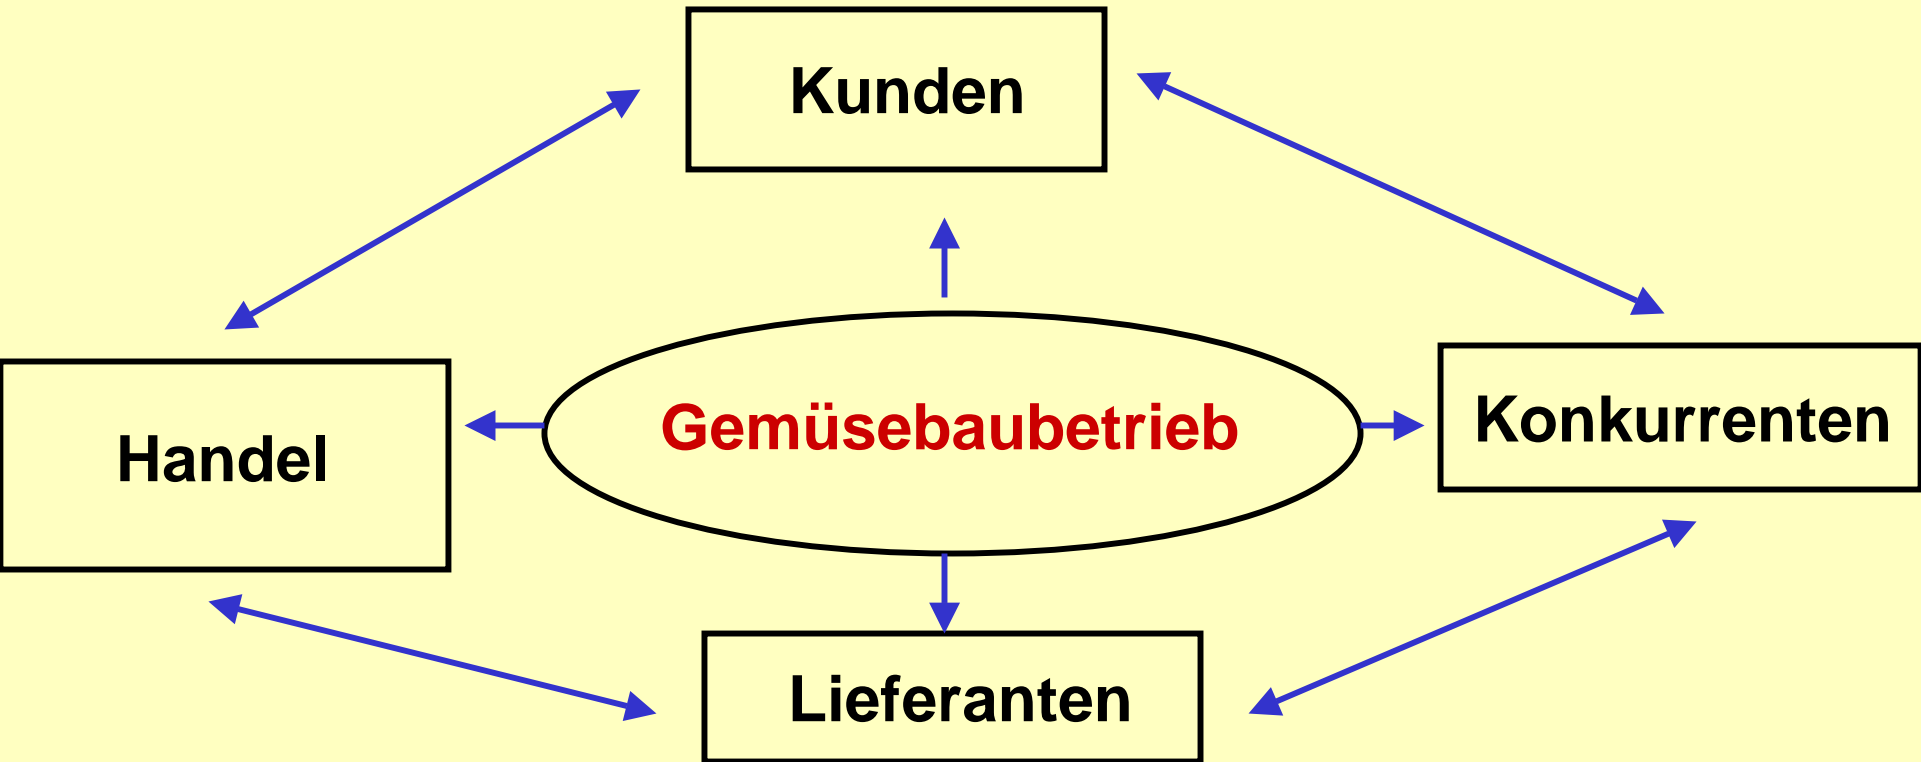 Kunden
Handel
Gemüsebaubetrieb
Konkurrenten
Lieferanten